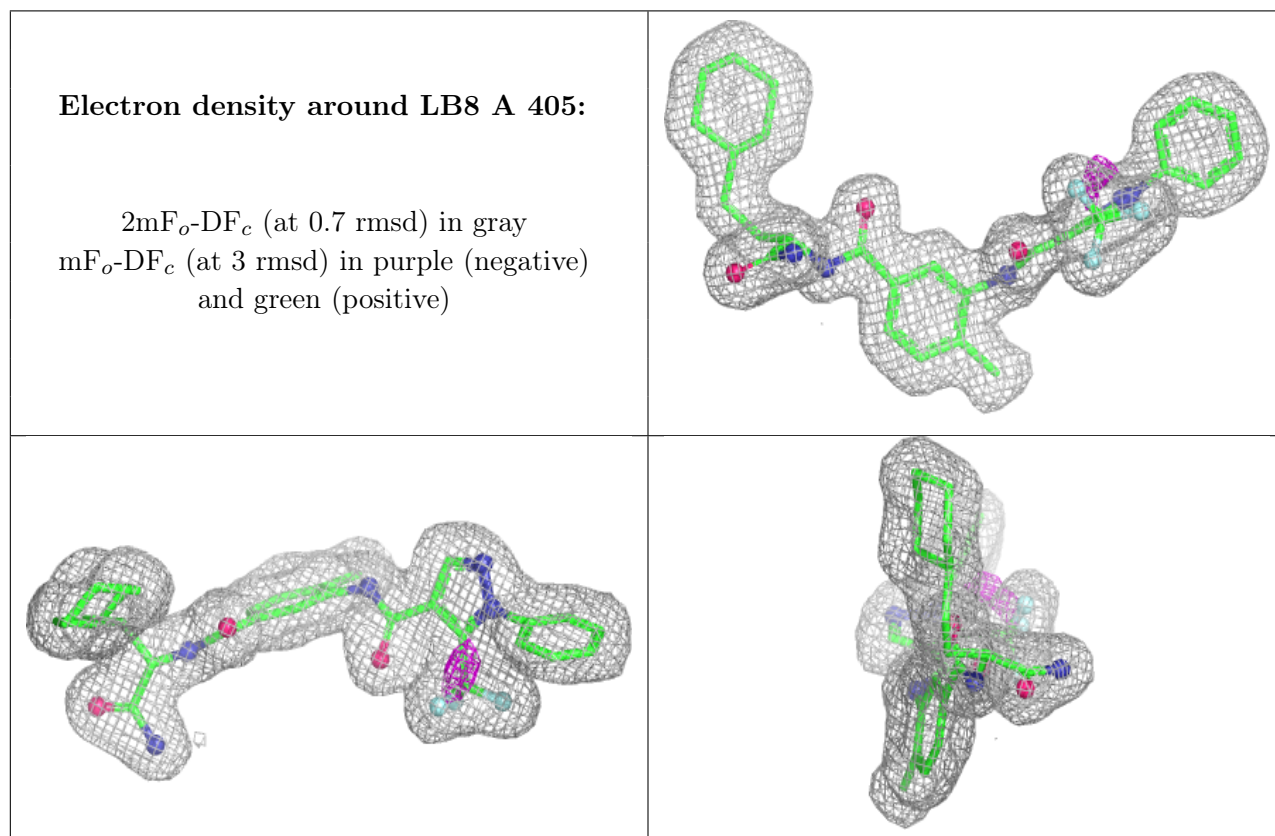 Electron density around LB8 A 405:
2mFo-DFc (at 0.7 rmsd) in gray
mFo-DFc (at 3 rmsd) in purple (negative)
and green (positive)